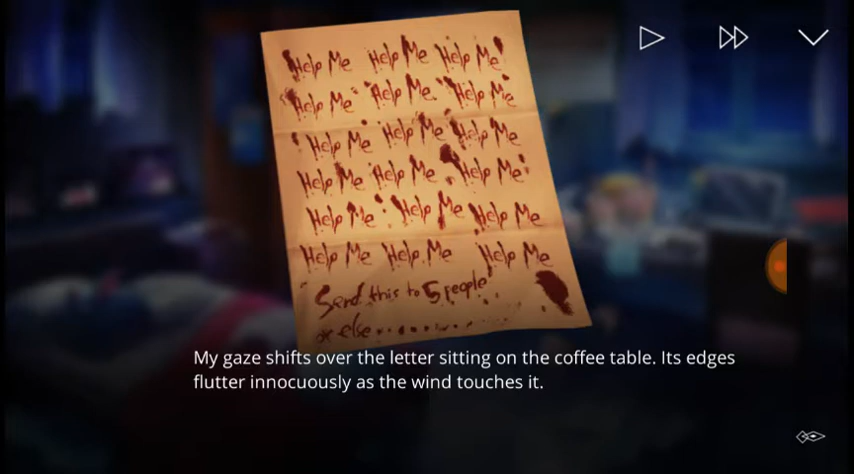 Help Me Help Me Help Me
Help Me Help Me Help Me
Help Me Help Me Help Me
Help Me Help Me Help Me
Help Me Help Me Help Me
Help Me Help Me Help Me
Send this to 5 people
or else..........
My gaze shifts over the letter sitting on the coffee table. Its edges
flutter innocuously as the wind touches it.